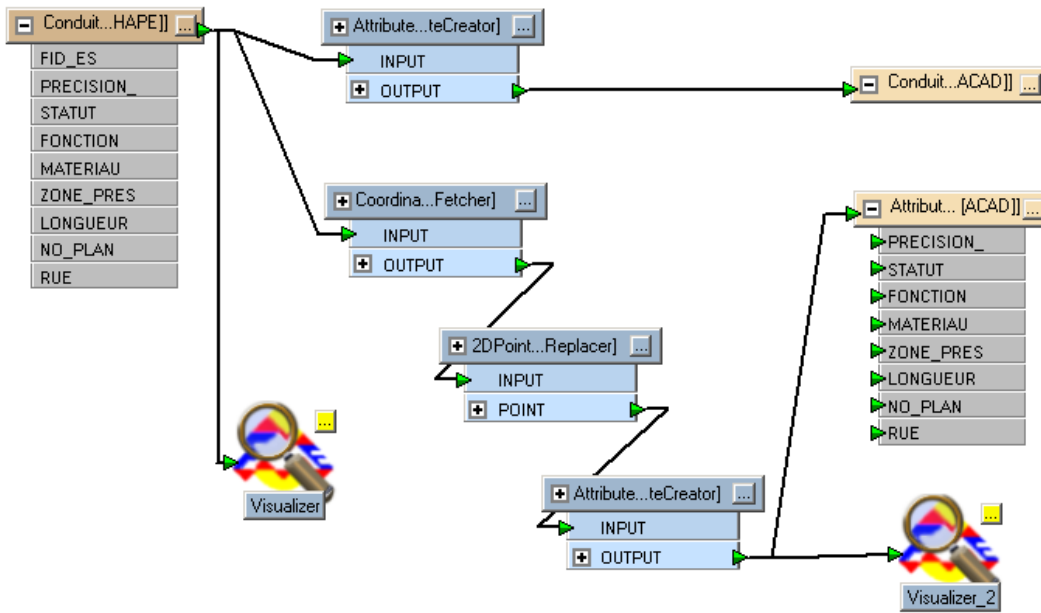 Conduit...HAPE]] ...
FID_ES
PRECISION_
STATUT
FONCTION
MATERIAU
ZONE_PRES
LONGUEUR
NO_PLAN
RUE
Attribute...teCreator] ...
INPUT
OUTPUT
Conduit...ACAD]] ...
Coordina...Fetcher] ...
INPUT
OUTPUT
Attribut... [ACAD]] ...
PRECISION_
STATUT
FONCTION
MATERIAU
ZONE_PRES
LONGUEUR
NO_PLAN
RUE
2DPoint...Replacer] ...
INPUT
POINT
...
Visualizer
Attribute...teCreator] ...
INPUT
OUTPUT
...
Visualizer_2